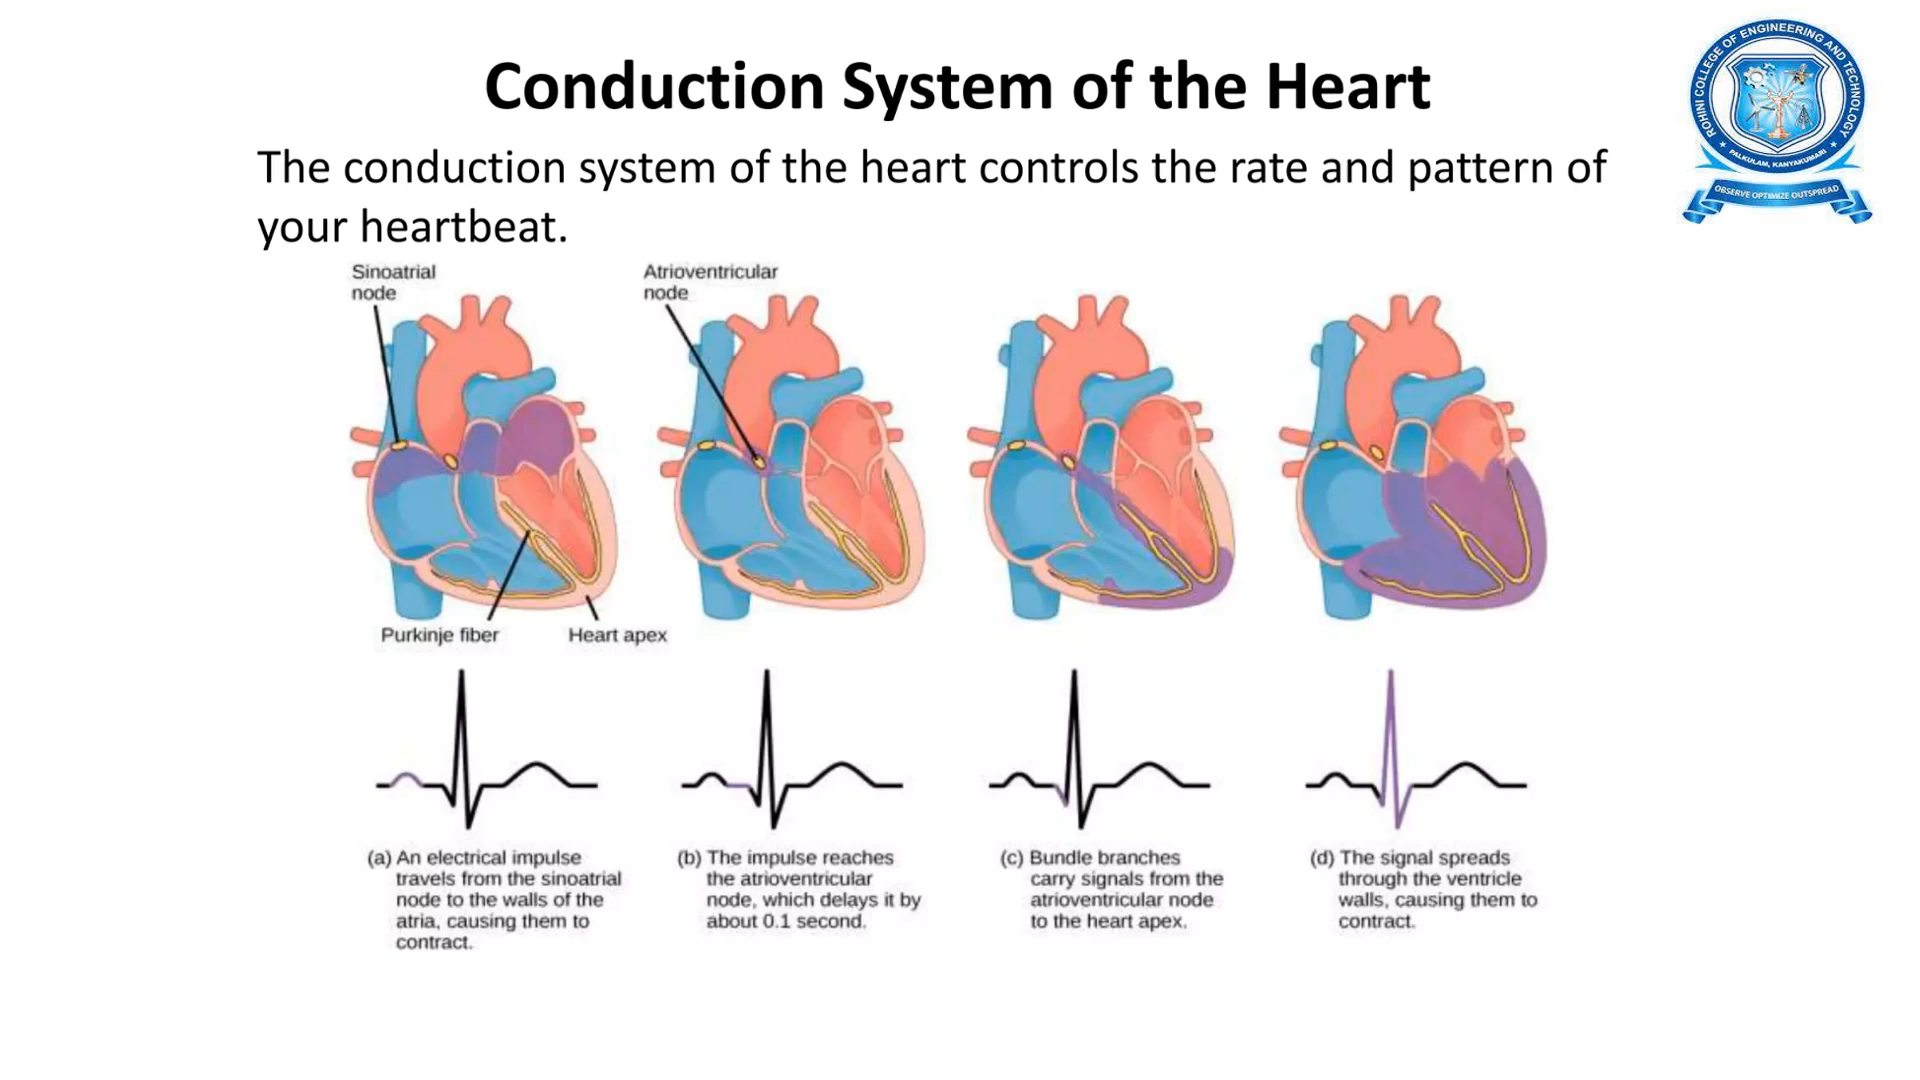 Conduction System of the Heart
ROHINI COLLEGE OF ENGINEERING AND TECHNOLOGY
PALKULAM, KANYAKUMARI
OBSERVE OPTIMIZE OUTSPREAD
The conduction system of the heart controls the rate and pattern of
your heartbeat.
Sinoatrial
node
Atrioventricular
node
Purkinje fiber
Heart apex
(a) An electrical impulse
travels from the sinoatrial
node to the walls of the
atria, causing them to
contract.
(b) The impulse reaches
the atrioventricular
node, which delays it by
about 0.1 second.
(c) Bundle branches
carry signals from the
atrioventricular node
to the heart apex.
(d) The signal spreads
through the ventricle
walls, causing them to
contract.